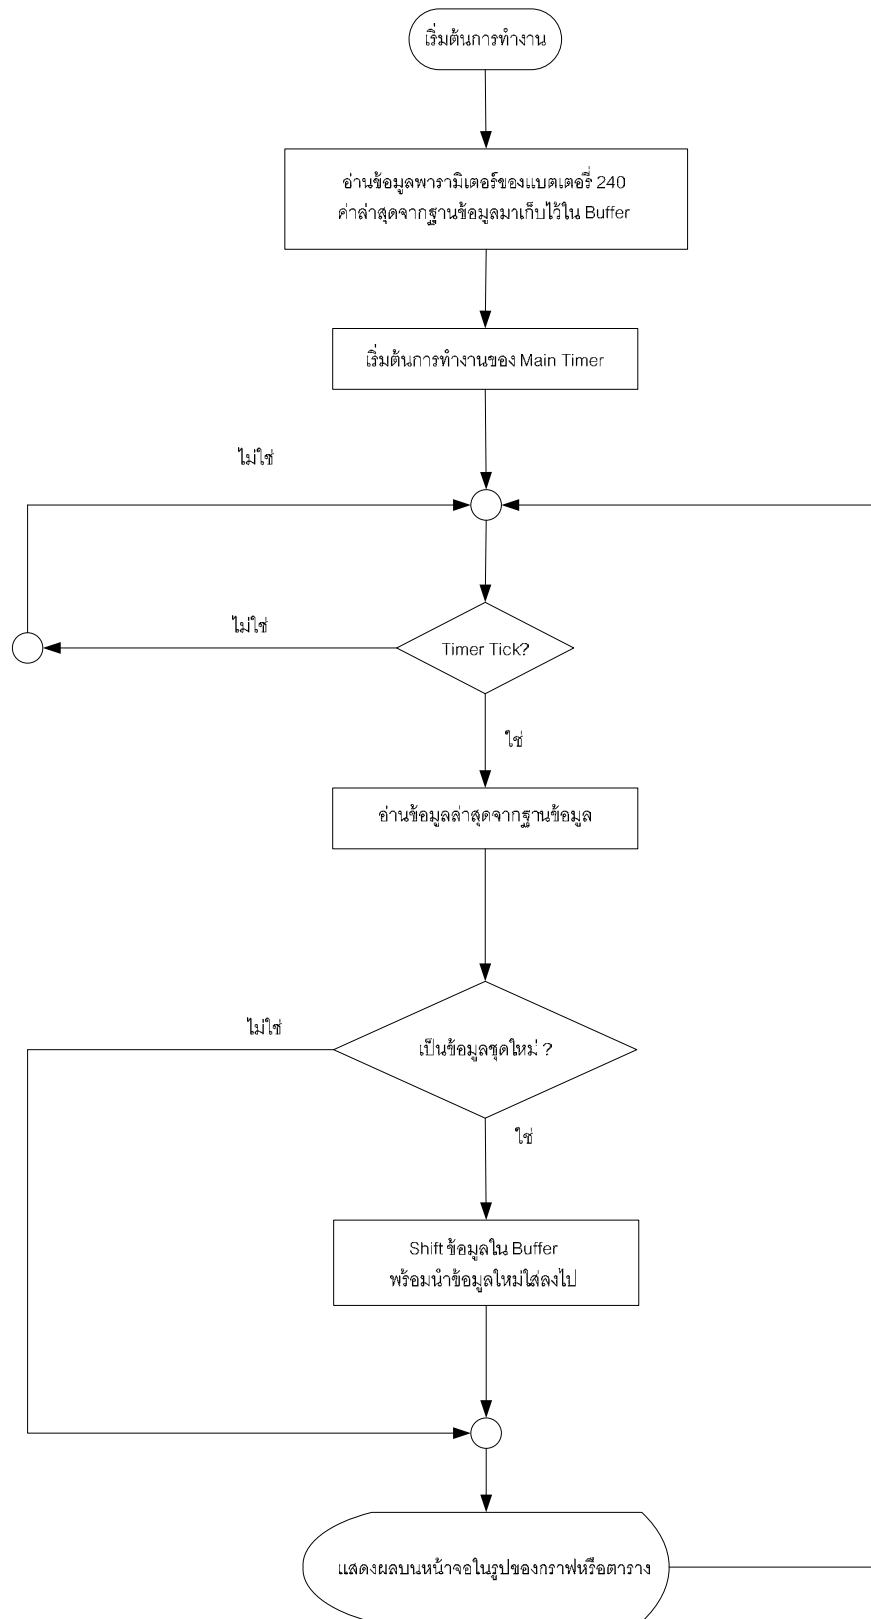 เริ่มต้นการทำงาน
อ่านข้อมูลพารามิเตอร์ของแบตเตอรี่ 240
ค่าล่าสุดจากฐานข้อมูลมาเก็บไว้ใน Buffer
เริ่มต้นการทำงานของ Main Timer
ไม่ใช่
ไม่ใช่
Timer Tick?
ใช่
อ่านข้อมูลล่าสุดจากฐานข้อมูล
ไม่ใช่
เป็นข้อมูลชุดใหม่ ?
ใช่
Shift ข้อมูลใน Buffer
พร้อมนำข้อมูลใหม่ใส่ลงไป
แสดงผลบนหน้าจอในรูปของกราฟหรือตาราง